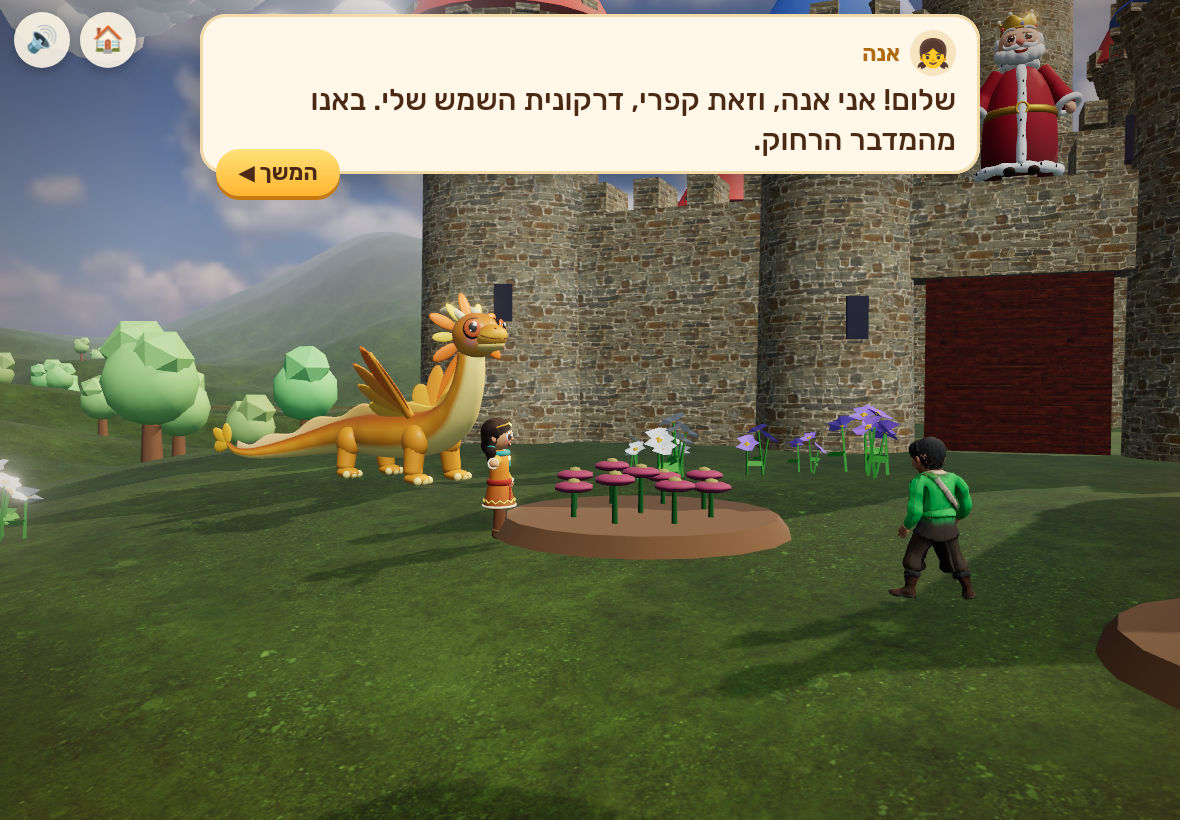 אנה
שלום! אני אנה, וזאת קפרי, דרקונית השמש שלי. באנו
מהמדבר הרחוק.
המשך ◀